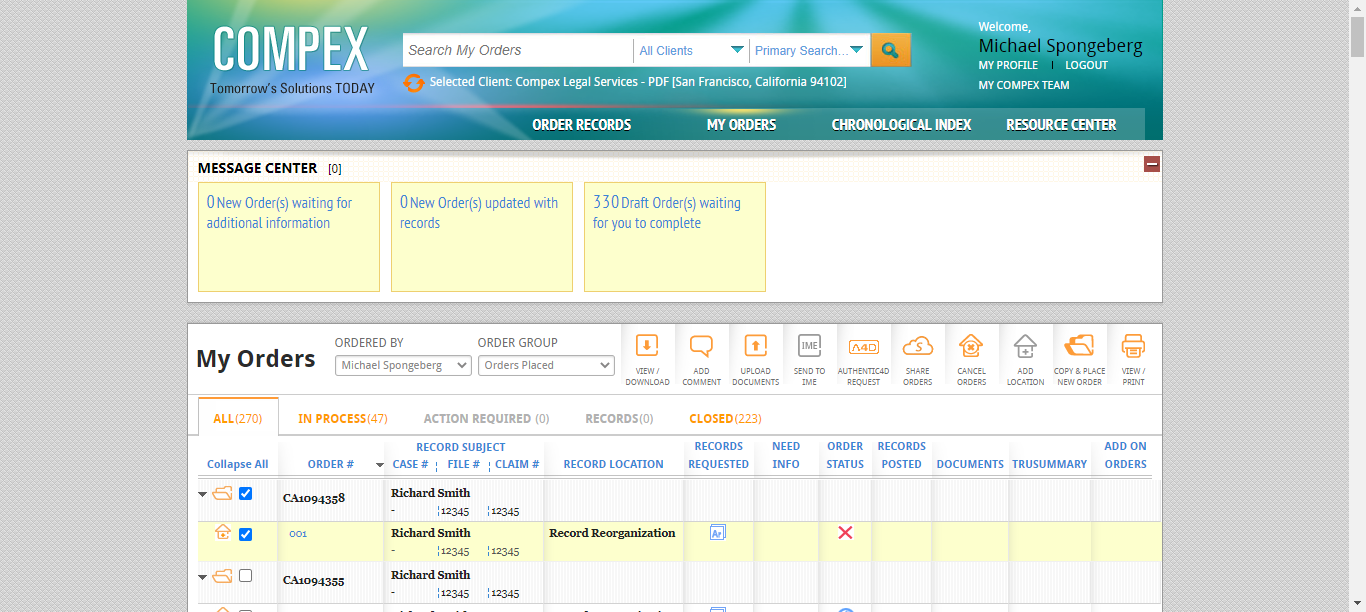 COMPEX
Tomorrow's Solutions TODAY
Search My Orders
All Clients
Primary Search...
Selected Client: Compex Legal Services - PDF [San Francisco, California 94102]
Welcome,
Michael Spongeberg
MY PROFILE | LOGOUT
MY COMPEX TEAM
ORDER RECORDS MY ORDERS CHRONOLOGICAL INDEX RESOURCE CENTER
MESSAGE CENTER [0]
0 New Order(s) waiting for
additional information
0 New Order(s) updated with
records
330 Draft Order(s) waiting
for you to complete
My Orders
ORDERED BY
Michael Spongeberg
ORDER GROUP
Orders Placed
VIEW /
DOWNLOAD
ADD
COMMENT
UPLOAD
DOCUMENTS
IME
SEND TO
IME
A4D
AUTHENTIC4D
REQUEST
S
SHARE
ORDERS
CANCEL
ORDERS
ADD
LOCATION
COPY & PLACE
NEW ORDER
VIEW /
PRINT
ALL(270) IN PROCESS(47) ACTION REQUIRED (0) RECORDS(0) CLOSED(223)
Collapse All
ORDER #
RECORD SUBJECT
CASE # ¦ FILE # ¦ CLAIM #
RECORD LOCATION
RECORDS
REQUESTED
NEED
INFO
ORDER
STATUS
RECORDS
POSTED
DOCUMENTS
TRUSUMMARY
ADD ON
ORDERS
CA1094358
Richard Smith
- ¦12345 ¦12345
001
Richard Smith
- ¦12345 ¦12345
Record Reorganization
Ar
CA1094355
Richard Smith
- ¦12345 ¦12345